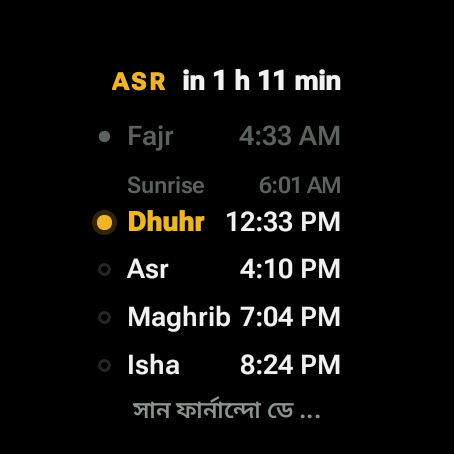 ASR in 1 h 11 min
Fajr 4:33 AM
Sunrise 6:01 AM
Dhuhr 12:33 PM
Asr 4:10 PM
Maghrib 7:04 PM
Isha 8:24 PM
সান ফার্নান্দো ডে ...